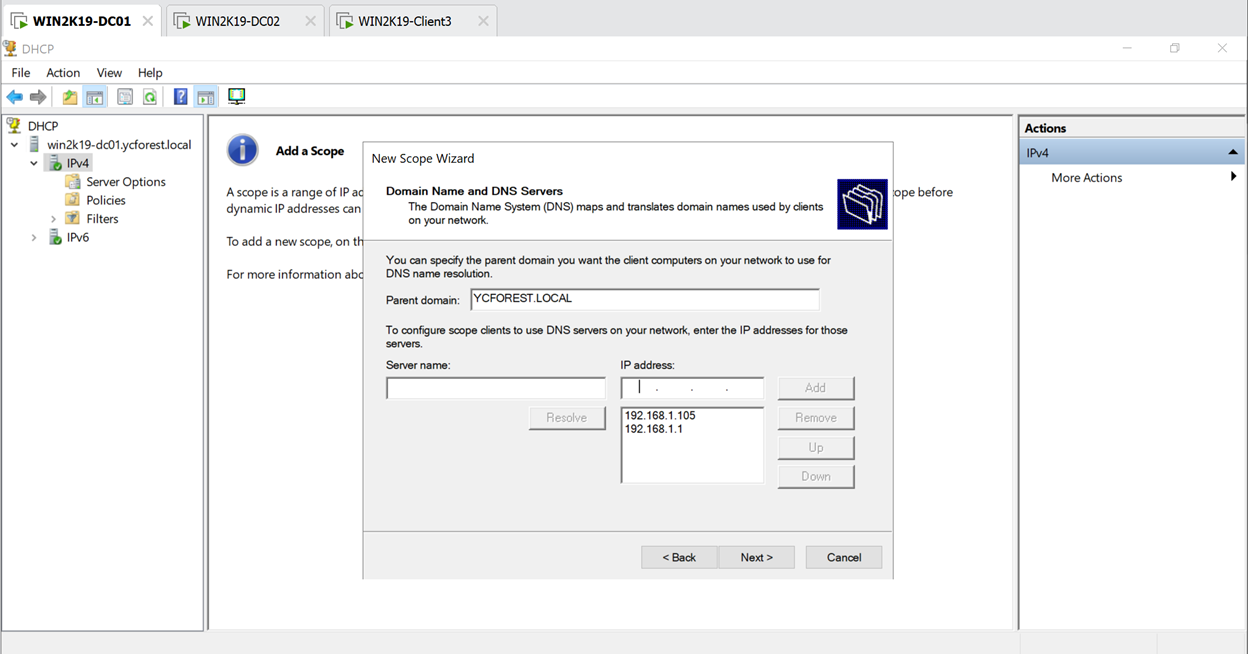 WIN2K19-DC01
WIN2K19-DC02
WIN2K19-Client3
DHCP
File Action View Help
DHCP
win2k19-dc01.ycforest.local
IPv4
Server Options
Policies
Filters
IPv6
Add a Scope
A scope is a range of IP ad
ope before
dynamic IP addresses can
To add a new scope, on th
For more information abo
New Scope Wizard
Domain Name and DNS Servers
The Domain Name System (DNS) maps and translates domain names used by clients
on your network.
You can specify the parent domain you want the client computers on your network to use for
DNS name resolution.
Parent domain: YCFOREST.LOCAL
To configure scope clients to use DNS servers on your network, enter the IP addresses for those
servers.
Server name: IP address:
. . . Add
Resolve
192.168.1.105
192.168.1.1
Remove
Up
Down
< Back Next > Cancel
Actions
IPv4
More Actions